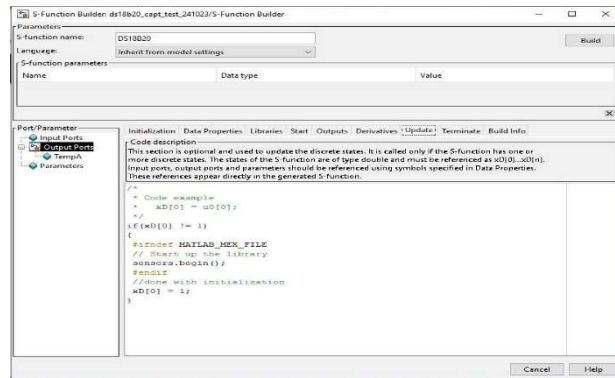 S-Function Builder: ds18b20_capt_test_241023/S-Function Builder
Parameters
S-function name: DS18B20 Build
Language: Inherit from model settings
S-function parameters
Name Data type Value
Port/Parameter
Input Ports
Output Ports
TempA
Parameters
Initialization Data Properties Libraries Start Outputs Derivatives Update Terminate Build Info
Code description
This section is optional and used to update the discrete states. It is called only if the S-function has one or
more discrete states. The states of the S-function are of type double and must be referenced as xD[0]...xD[n].
Input ports, output ports and parameters should be referenced using symbols specified in Data Properties.
These references appear directly in the generated S-function.
/*
* Code example
* xD[0] = u0[0];
*/
if(xD[0] != 1)
{
#ifndef MATLAB_MEX_FILE
// Start up the library
sensors.begin();
#endif
//done with initialization
xD[0] = 1;
}
Cancel Help